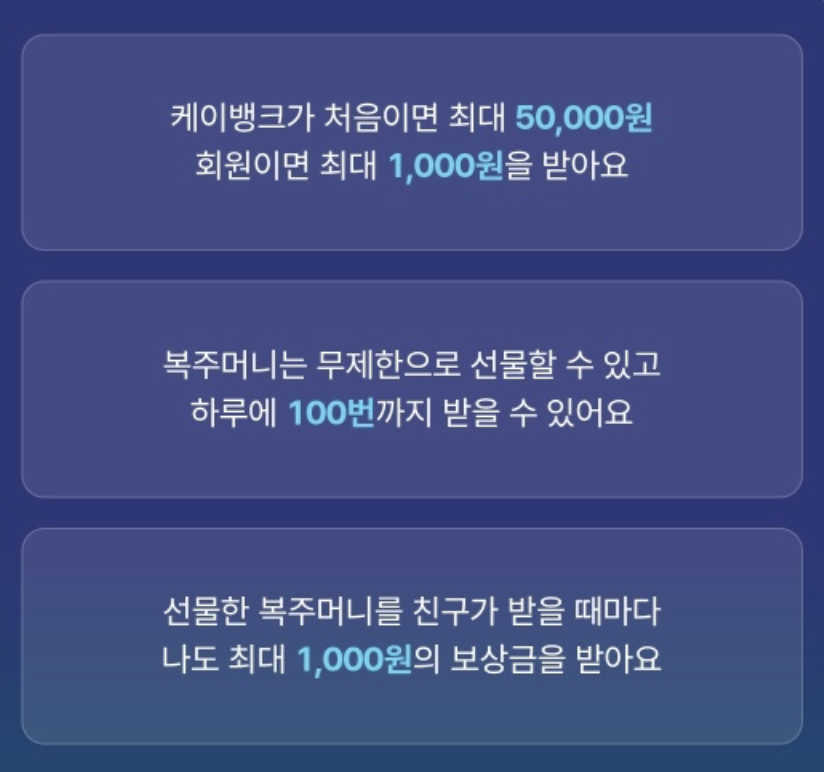 케이뱅크가 처음이면 최대 50,000원
회원이면 최대 1,000원을 받아요
복주머니는 무제한으로 선물할 수 있고
하루에 100번까지 받을 수 있어요
선물한 복주머니를 친구가 받을 때마다
나도 최대 1,000원의 보상금을 받아요